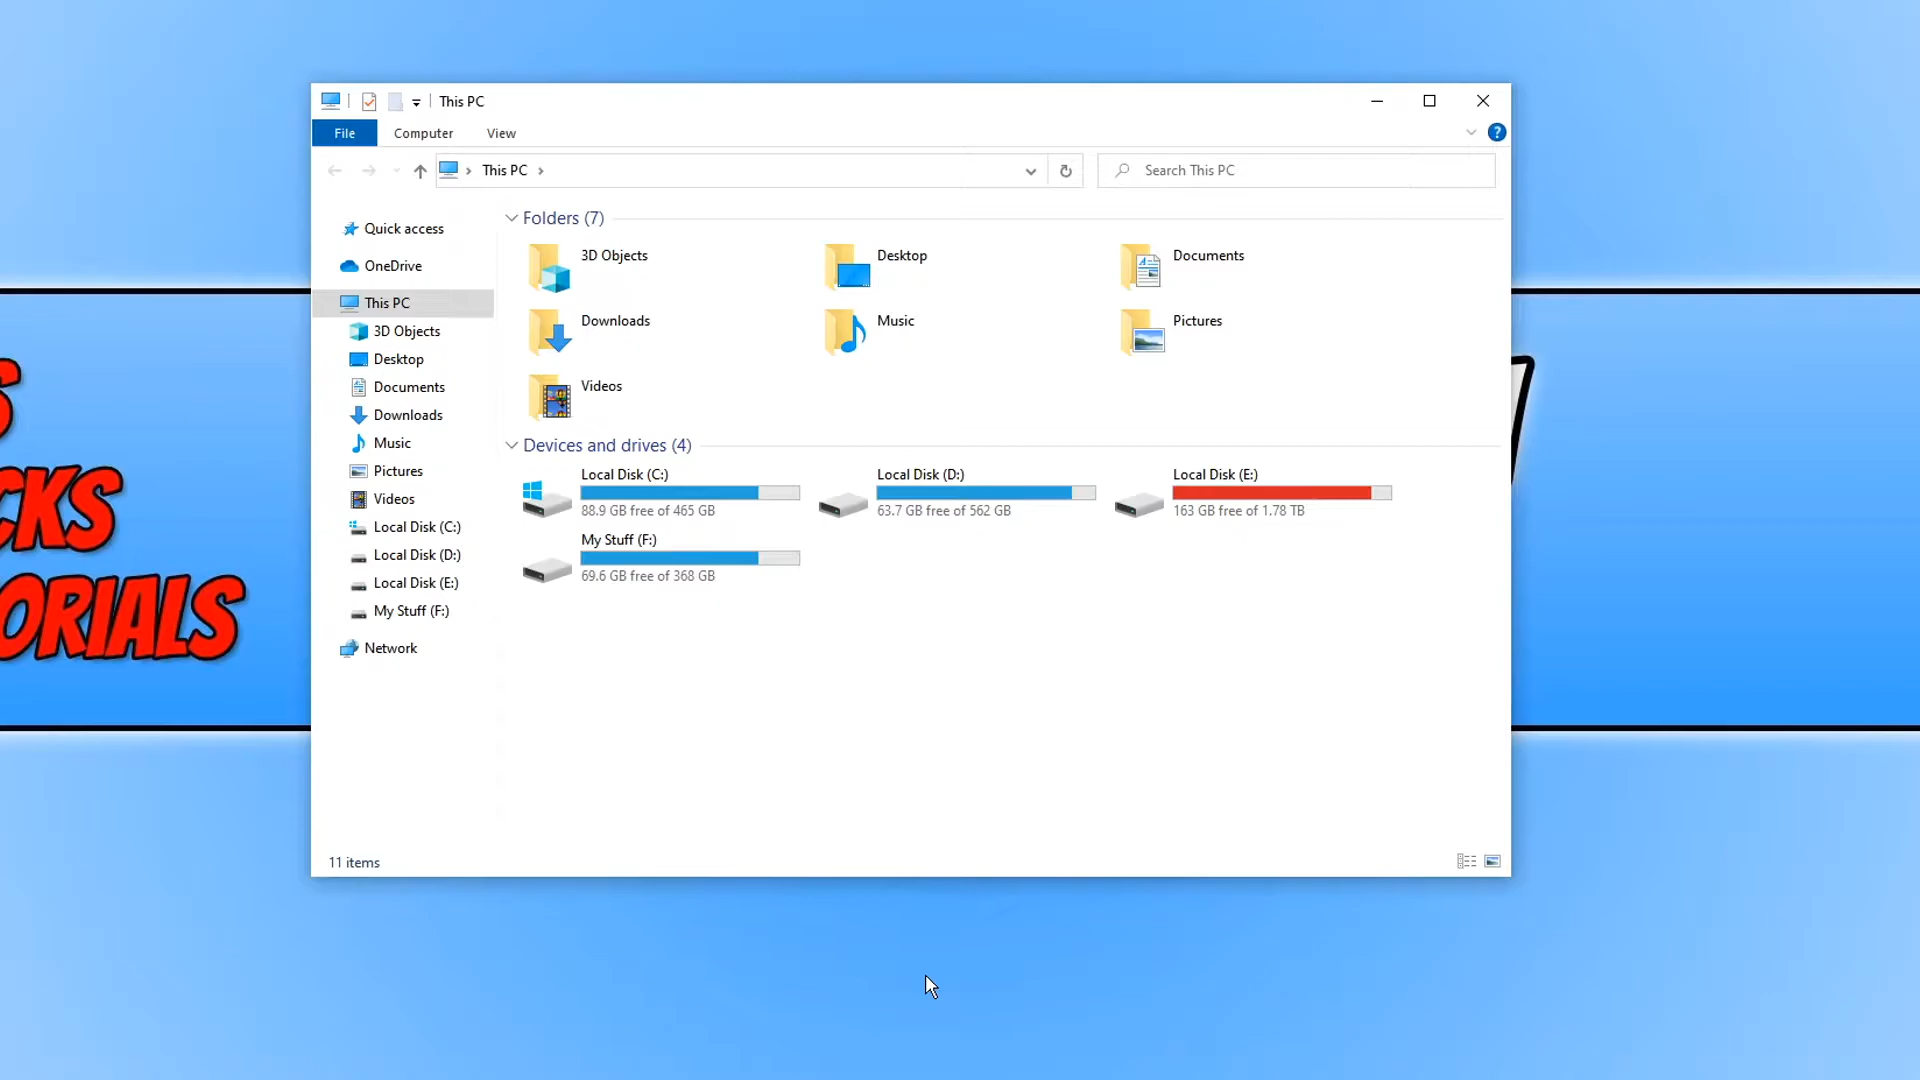 This PC
File Computer View
This PC
Search This PC
Quick access
OneDrive
This PC
3D Objects
Desktop
Documents
Downloads
Music
Pictures
Videos
Local Disk (C:)
Local Disk (D:)
Local Disk (E:)
My Stuff (F:)
Network
Folders (7)
3D Objects
Desktop
Documents
Downloads
Music
Pictures
Videos
Devices and drives (4)
Local Disk (C:)
88.9 GB free of 465 GB
Local Disk (D:)
63.7 GB free of 562 GB
Local Disk (E:)
163 GB free of 1.78 TB
My Stuff (F:)
69.6 GB free of 368 GB
11 items
S
CKS
ORIALS